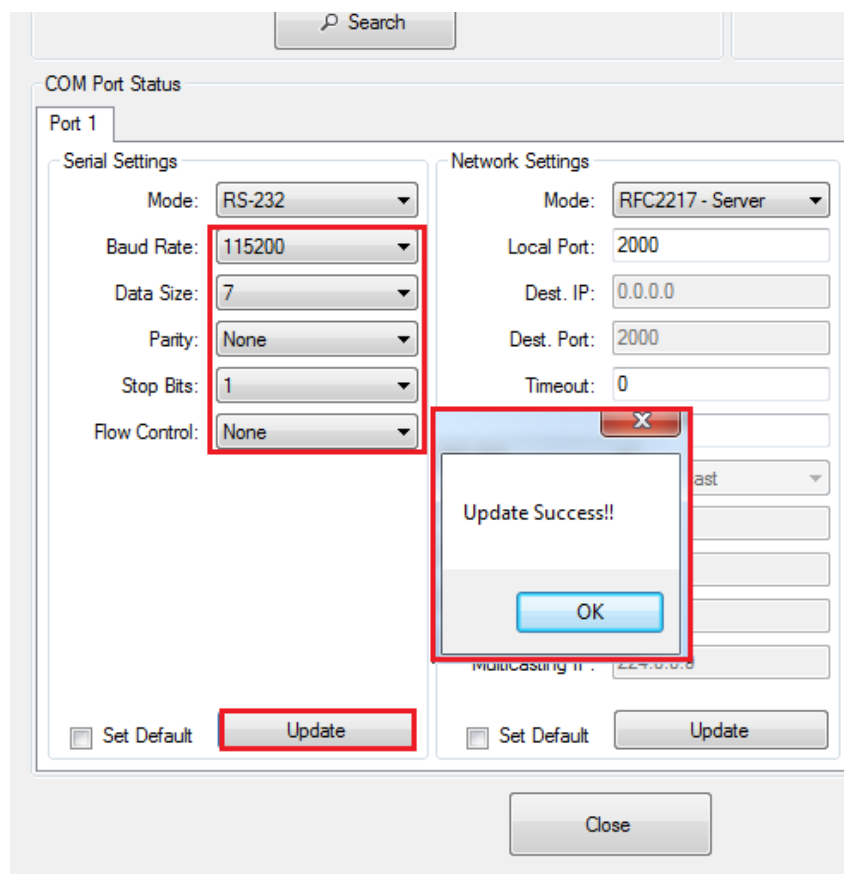 Search
COM Port Status
Port 1
Serial Settings
Mode: RS-232
Baud Rate: 115200
Data Size: 7
Parity: None
Stop Bits: 1
Flow Control: None
Set Default Update
Network Settings
Mode: RFC2217 - Server
Local Port: 2000
Dest. IP: 0.0.0.0
Dest. Port: 2000
Timeout: 0
ast
Update Success!!
OK
Set Default Update
Close